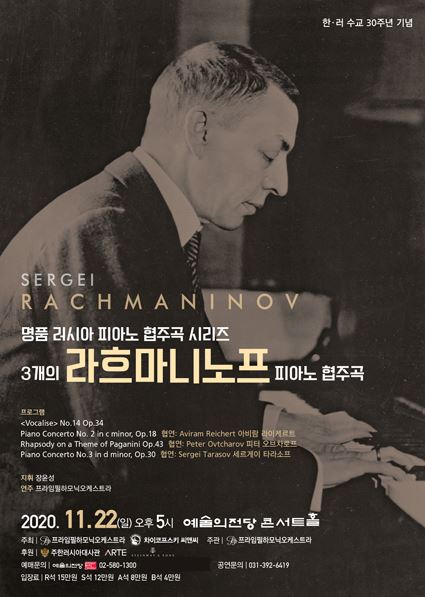 한·러 수교 30주년 기념
SERGEI
RACHMANINOV
명품 러시아 피아노 협주곡 시리즈
3개의 라흐마니노프 피아노 협주곡
프로그램
<Vocalise> No.14 Op.34
Piano Concerto No. 2 in c minor, Op.18 협연: Aviram Reichert 아비람 라이케르트
Rhapsody on a Theme of Paganini Op.43 협연: Peter Ovtcharov 피터 오브차로프
Piano Concerto No.3 in d minor, Op.30 협연: Sergei Tarasov 세르게이 타라소프
지휘 장윤성
연주 프라임필하모닉오케스트라
2020. 11.22(일) 오후 5시 예술의전당 콘서트홀
주최 | 프라임필하모닉오케스트라 차이코프스키 씨앤씨 주관 | 프라임필하모닉오케스트라
후원 | 주한러시아대사관 ARTE STEINWAY & SONS
예매문의 | 예술의전당 02-580-1300 공연문의 | 031-392-6419
입장료 | R석 15만원 S석 12만원 A석 8만원 B석 4만원